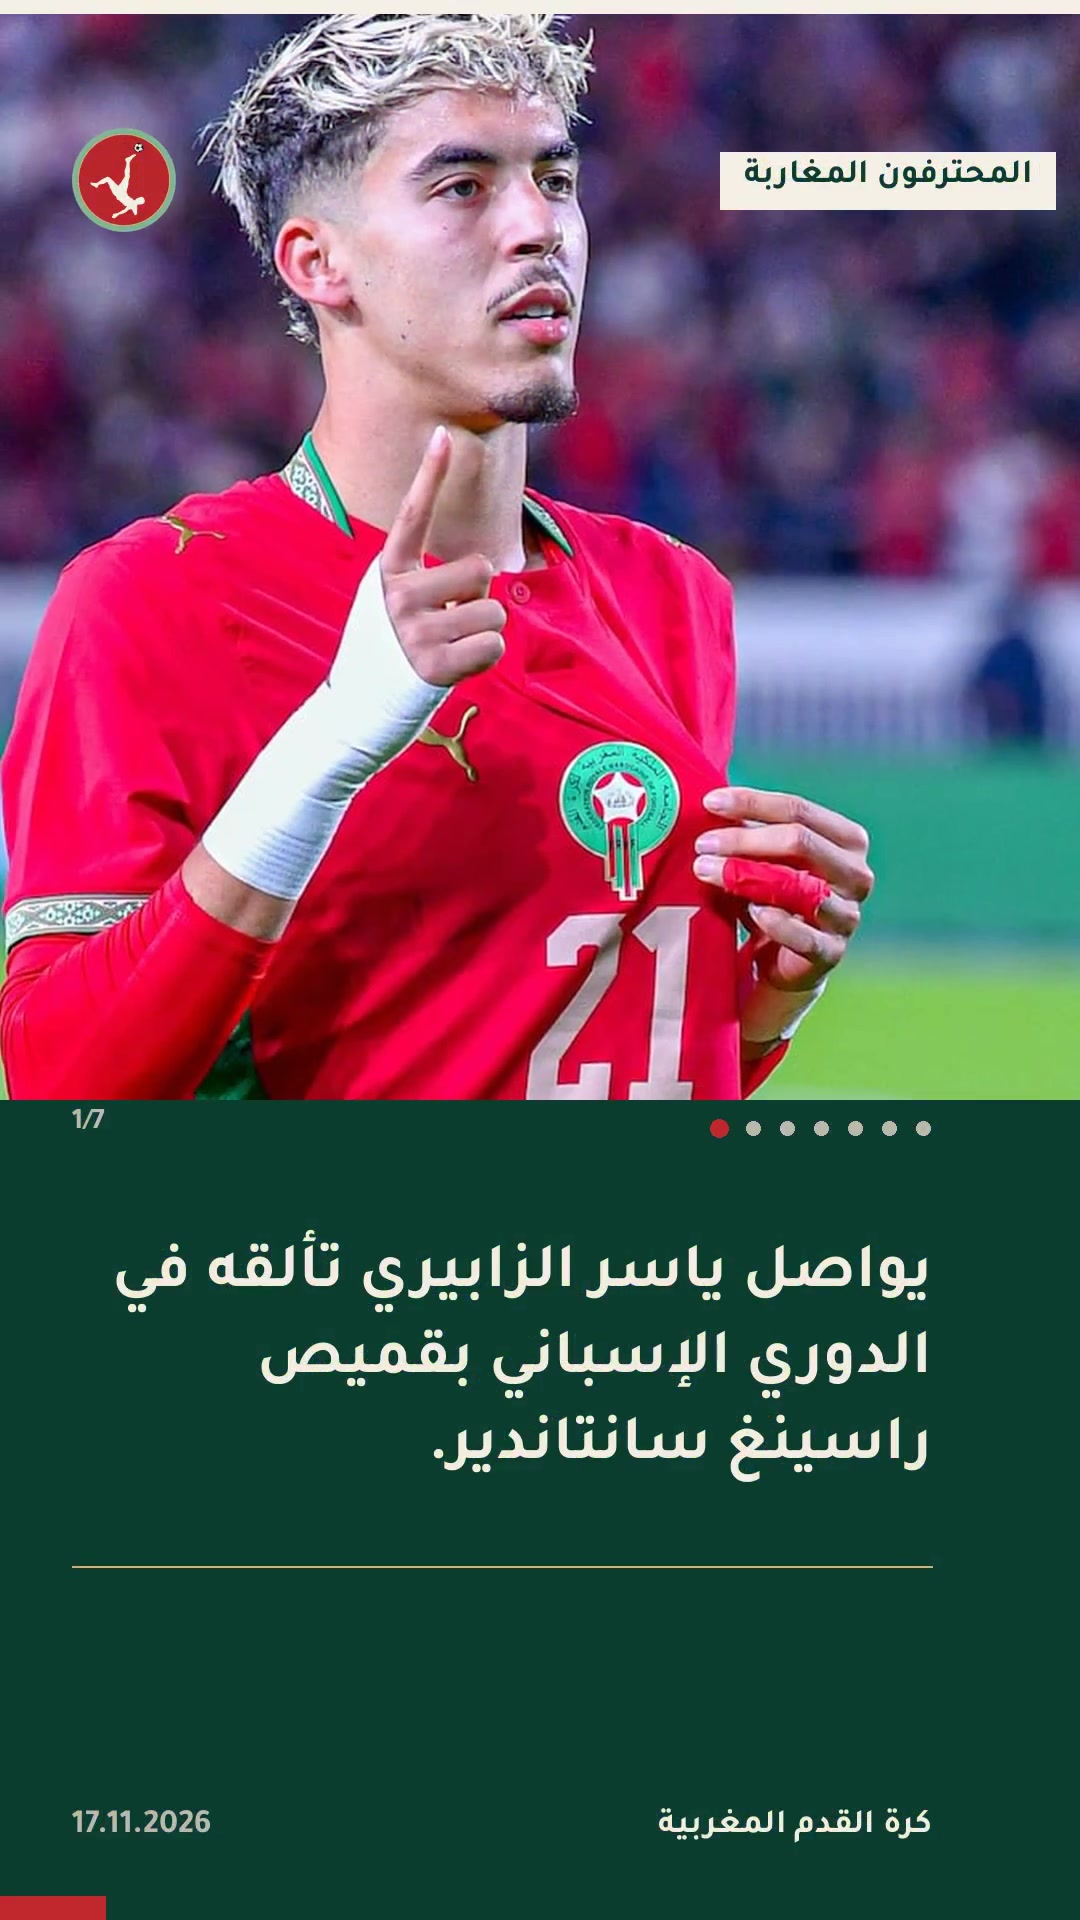 المحترفون المغاربة
21
1/7
يواصل ياسر الزابيري تألقه في
الدوري الإسباني بقميص
راسينغ سانتاندير.
كرة القدم المغربية
17.11.2026